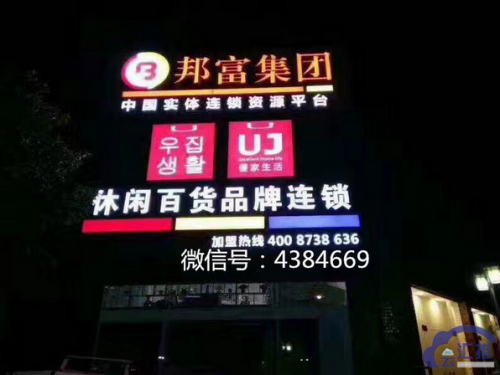 B 邦富集团
中国实体连锁资源平台
우집 UJ
생활 優家生活
休闲百货品牌连锁
加盟热线 400 8738 636
微信号：4384669